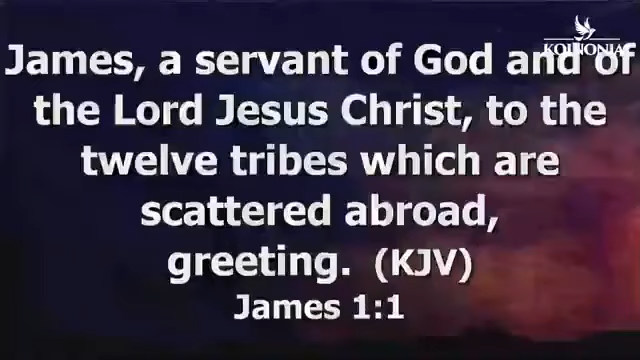 KOINONIA
James, a servant of God and of
the Lord Jesus Christ, to the
twelve tribes which are
scattered abroad,
greeting. (KJV)
James 1:1